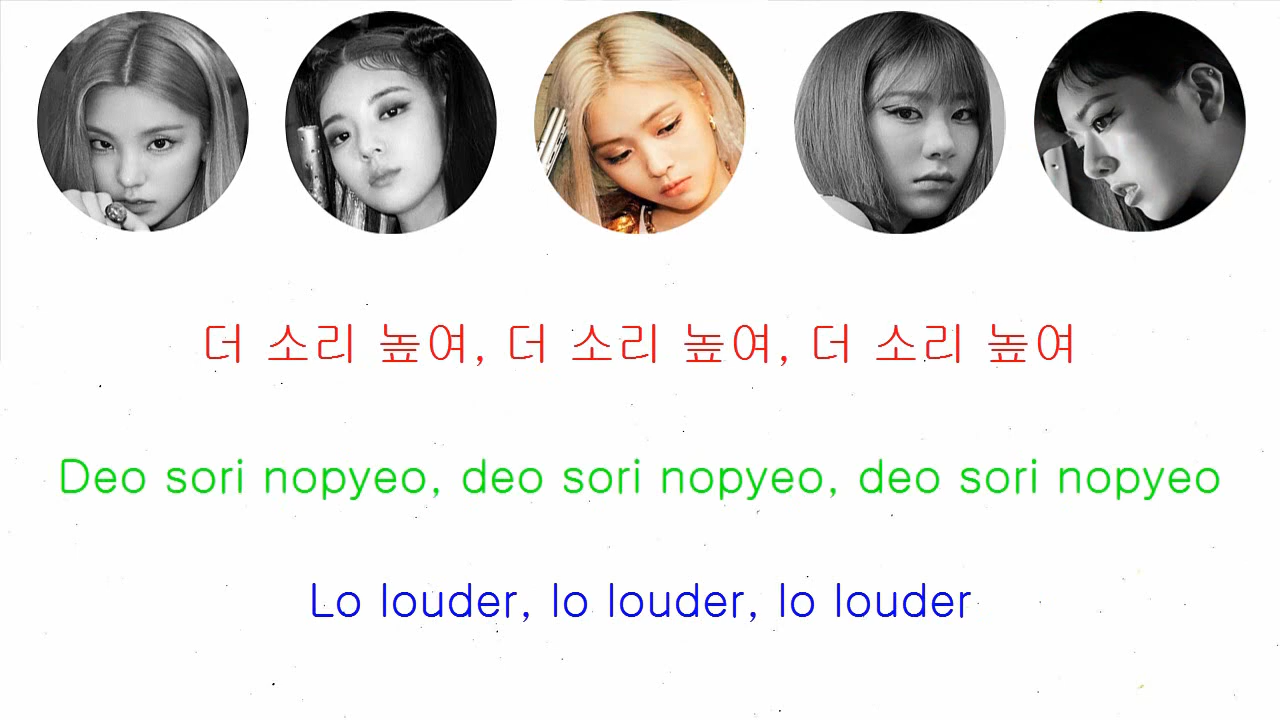 더 소리 높여, 더 소리 높여, 더 소리 높여
Deo sori nopyeo, deo sori nopyeo, deo sori nopyeo
Lo louder, lo louder, lo louder